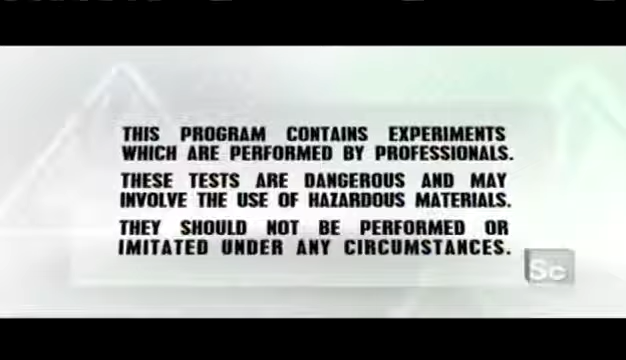 THIS PROGRAM CONTAINS EXPERIMENTS
WHICH ARE PERFORMED BY PROFESSIONALS.
THESE TESTS ARE DANGEROUS AND MAY
INVOLVE THE USE OF HAZARDOUS MATERIALS.
THEY SHOULD NOT BE PERFORMED OR
IMITATED UNDER ANY CIRCUMSTANCES.
Sc